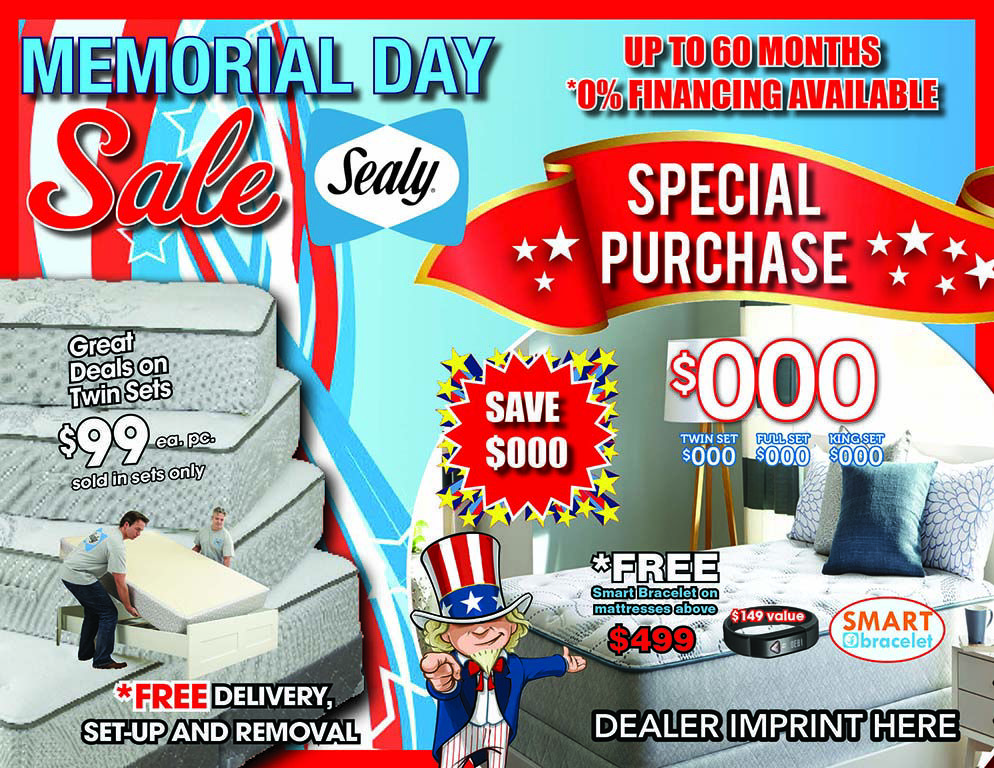 MEMORIAL DAY
Sale
Sealy®
UP TO 60 MONTHS
*0% FINANCING AVAILABLE
SPECIAL
PURCHASE
Great
Deals on
Twin Sets
$99 ea. pc.
sold in sets only
SAVE
$000
$000
TWIN SET FULL SET KING SET
$000 $000 $000
*FREE
Smart Bracelet on
mattresses above
$499
$149 value
SMART
bracelet
*FREE DELIVERY,
SET-UP AND REMOVAL
DEALER IMPRINT HERE